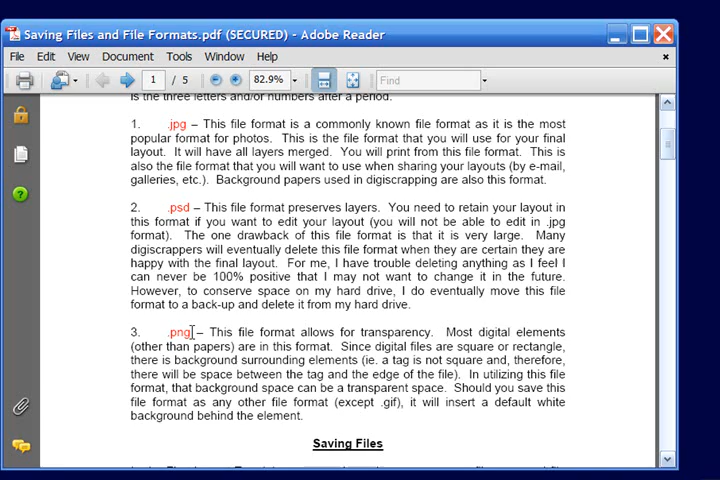 Saving Files and File Formats.pdf (SECURED) - Adobe Reader
File Edit View Document Tools Window Help
1 / 5 82.9% Find
is the three letters and/or numbers after a period.
1. .jpg – This file format is a commonly known file format as it is the most
popular format for photos. This is the file format that you will use for your final
layout. It will have all layers merged. You will print from this file format. This is
also the file format that you will want to use when sharing your layouts (by e-mail,
galleries, etc.). Background papers used in digiscrapping are also this format.
2. .psd – This file format preserves layers. You need to retain your layout in
this format if you want to edit your layout (you will not be able to edit in .jpg
format). The one drawback of this file format is that it is very large. Many
digiscrappers will eventually delete this file format when they are certain they are
happy with the final layout. For me, I have trouble deleting anything as I feel I
can never be 100% positive that I may not want to change it in the future.
However, to conserve space on my hard drive, I do eventually move this file
format to a back-up and delete it from my hard drive.
3. .png – This file format allows for transparency. Most digital elements
(other than papers) are in this format. Since digital files are square or rectangle,
there is background surrounding elements (ie. a tag is not square and, therefore,
there will be space between the tag and the edge of the file). In utilizing this file
format, that background space can be a transparent space. Should you save this
file format as any other file format (except .gif), it will insert a default white
background behind the element.
Saving Files